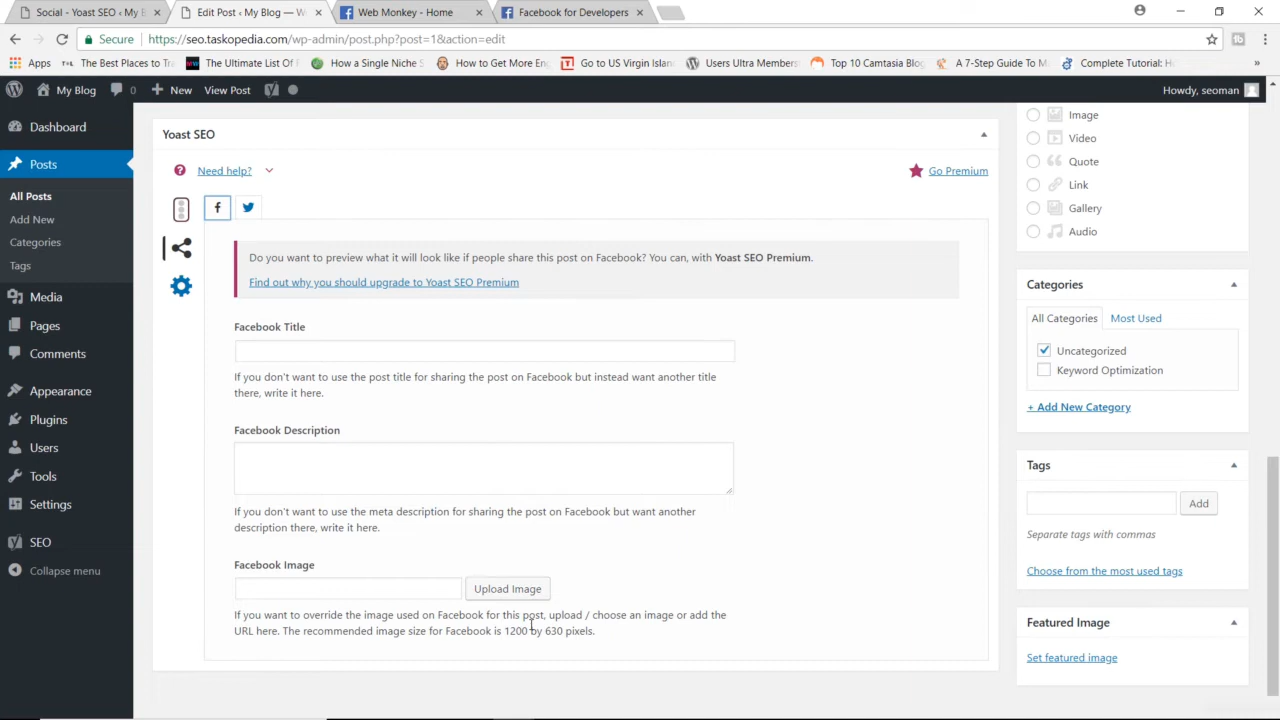 Social - Yoast SEO ‹ My B
Edit Post ‹ My Blog — W
Web Monkey - Home
Facebook for Developers
Secure
https://seo.taskopedia.com/wp-admin/post.php?post=1&action=edit
Apps
The Best Places to Tra
The Ultimate List Of
How a Single Niche S
How to Get More Eng
Go to US Virgin Island
Users Ultra Members
Top 10 Camtasia Blog
A 7-Step Guide To M
Complete Tutorial: H
»
My Blog
0
New
View Post
Howdy, seoman
Dashboard
Posts
All Posts
Add New
Categories
Tags
Media
Pages
Comments
Appearance
Plugins
Users
Tools
Settings
SEO
Collapse menu
Yoast SEO
Need help?
Go Premium
Do you want to preview what it will look like if people share this post on Facebook? You can, with Yoast SEO Premium.
Find out why you should upgrade to Yoast SEO Premium
Facebook Title
If you don't want to use the post title for sharing the post on Facebook but instead want another title
there, write it here.
Facebook Description
If you don't want to use the meta description for sharing the post on Facebook but want another
description there, write it here.
Facebook Image
Upload Image
If you want to override the image used on Facebook for this post, upload / choose an image or add the
URL here. The recommended image size for Facebook is 1200 by 630 pixels.
Image
Video
Quote
Link
Gallery
Audio
Categories
All Categories
Most Used
Uncategorized
Keyword Optimization
+ Add New Category
Tags
Add
Separate tags with commas
Choose from the most used tags
Featured Image
Set featured image